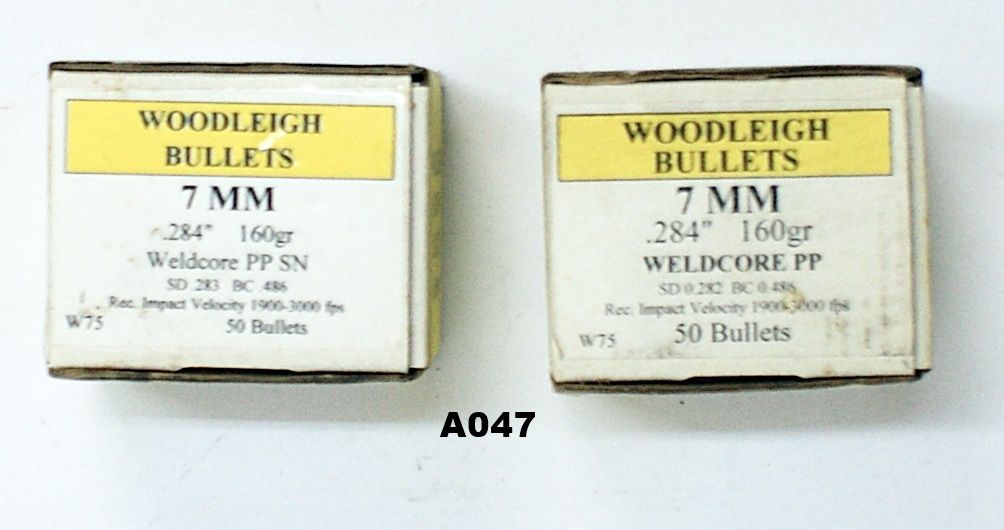 WOODLEIGH
BULLETS
7 MM
.284" 160gr
Weldcore PP SN
SD .283 BC .486
Rec. Impact Velocity 1900-3000 fps
W75 50 Bullets
WOODLEIGH
BULLETS
7 MM
.284" 160gr
WELDCORE PP
SD 0.282 BC 0.486
Rec. Impact Velocity 1900-3000 fps
W75 50 Bullets
A047